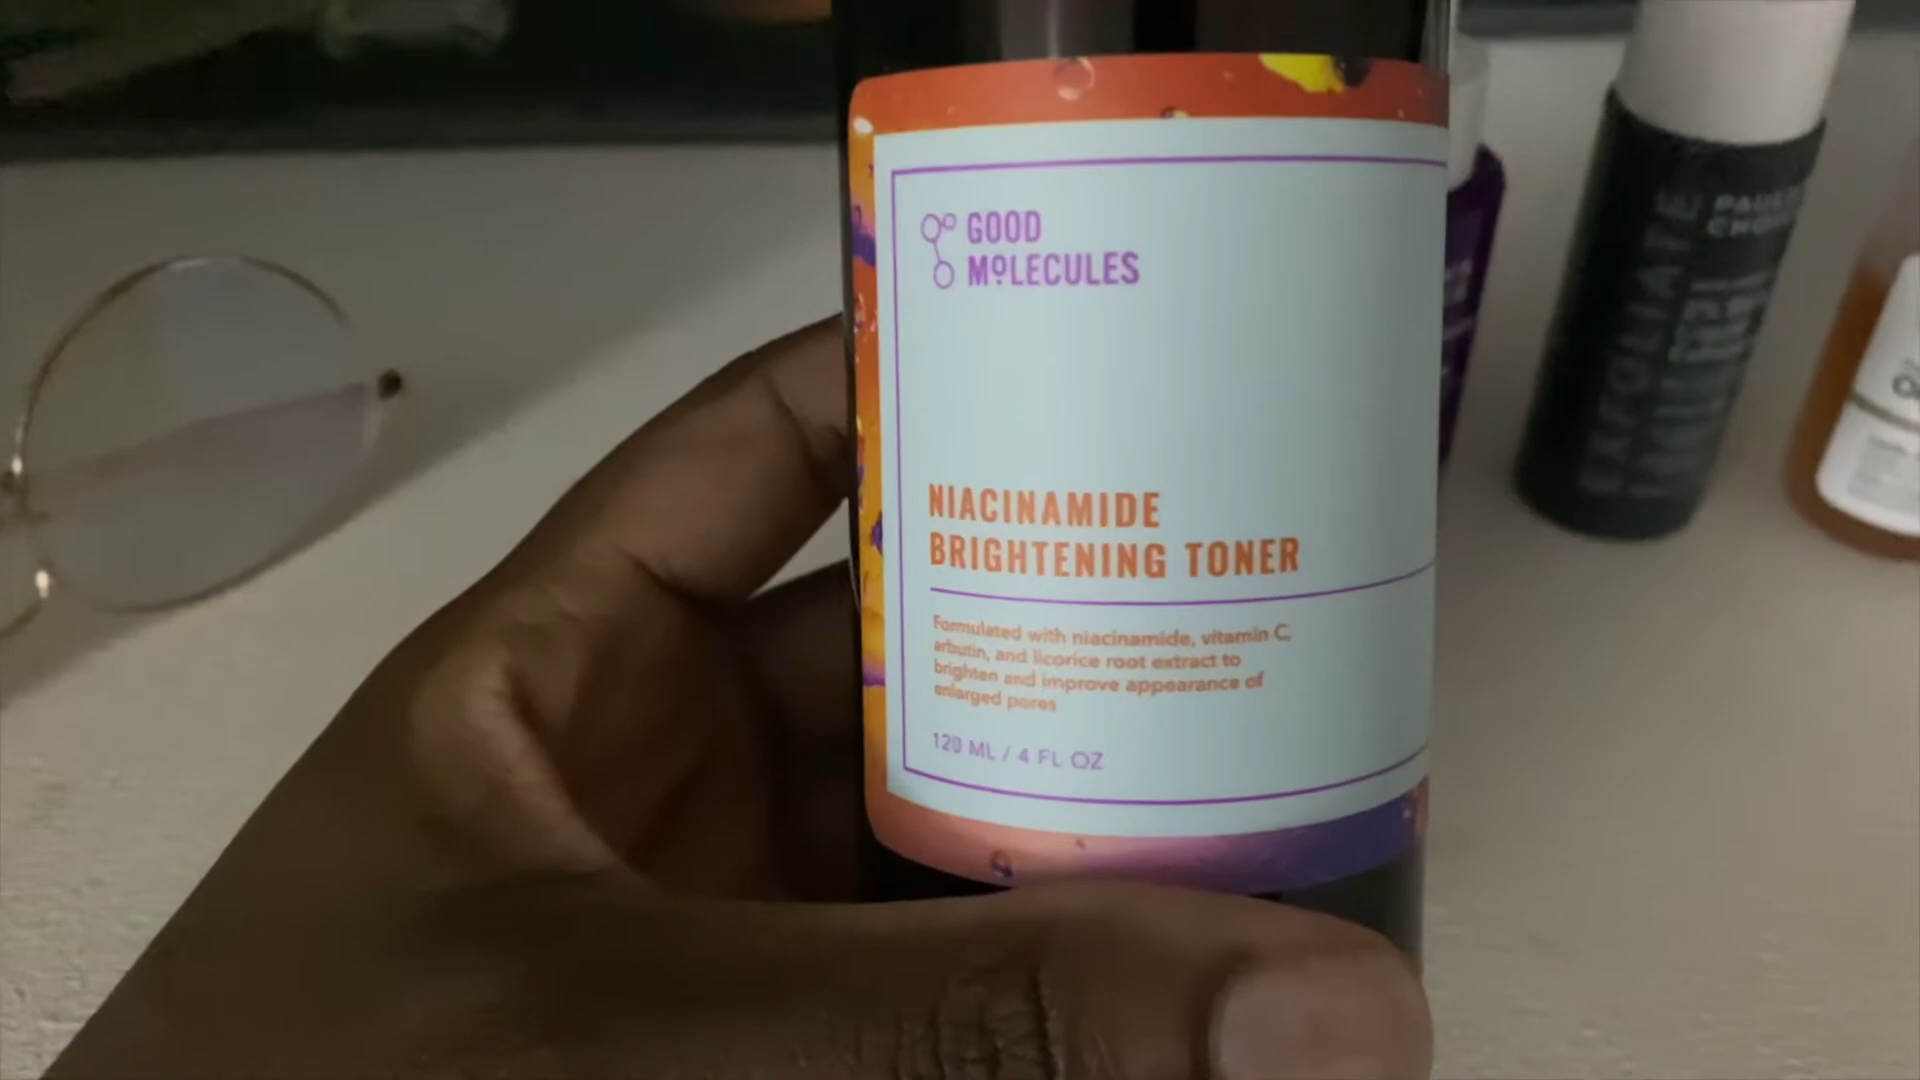 GOOD
MOLECULES
NIACINAMIDE
BRIGHTENING TONER
Formulated with niacinamide, vitamin C,
arbutin, and licorice root extract to
brighten and improve appearance of
enlarged pores
120 ML / 4 FL OZ
EXFOLIATE